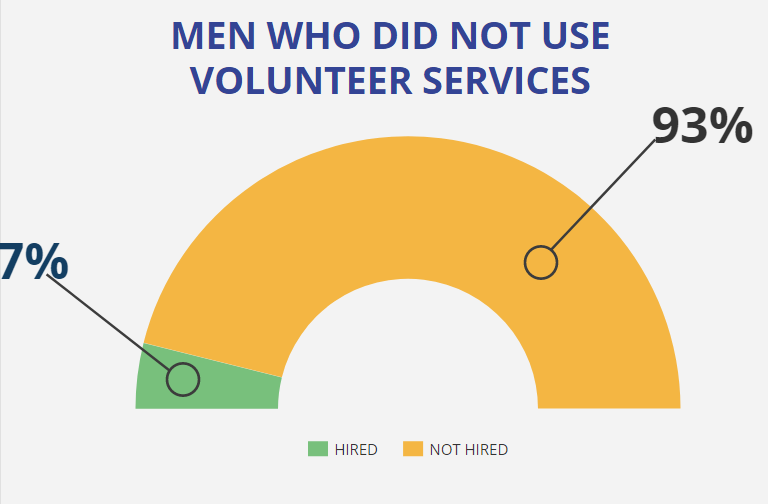 MEN WHO DID NOT USE
VOLUNTEER SERVICES
93%
7%
HIRED NOT HIRED